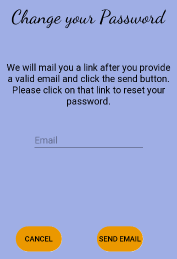 Change your Password
We will mail you a link after you provide
a valid email and click the send button.
Please click on that link to reset your
password.
Email
CANCEL
SEND EMAIL